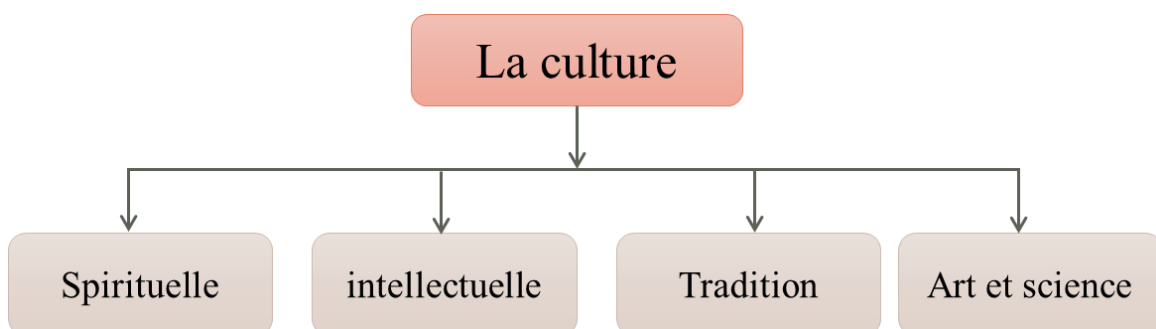 La culture
Spirituelle
intellectuelle
Tradition
Art et science